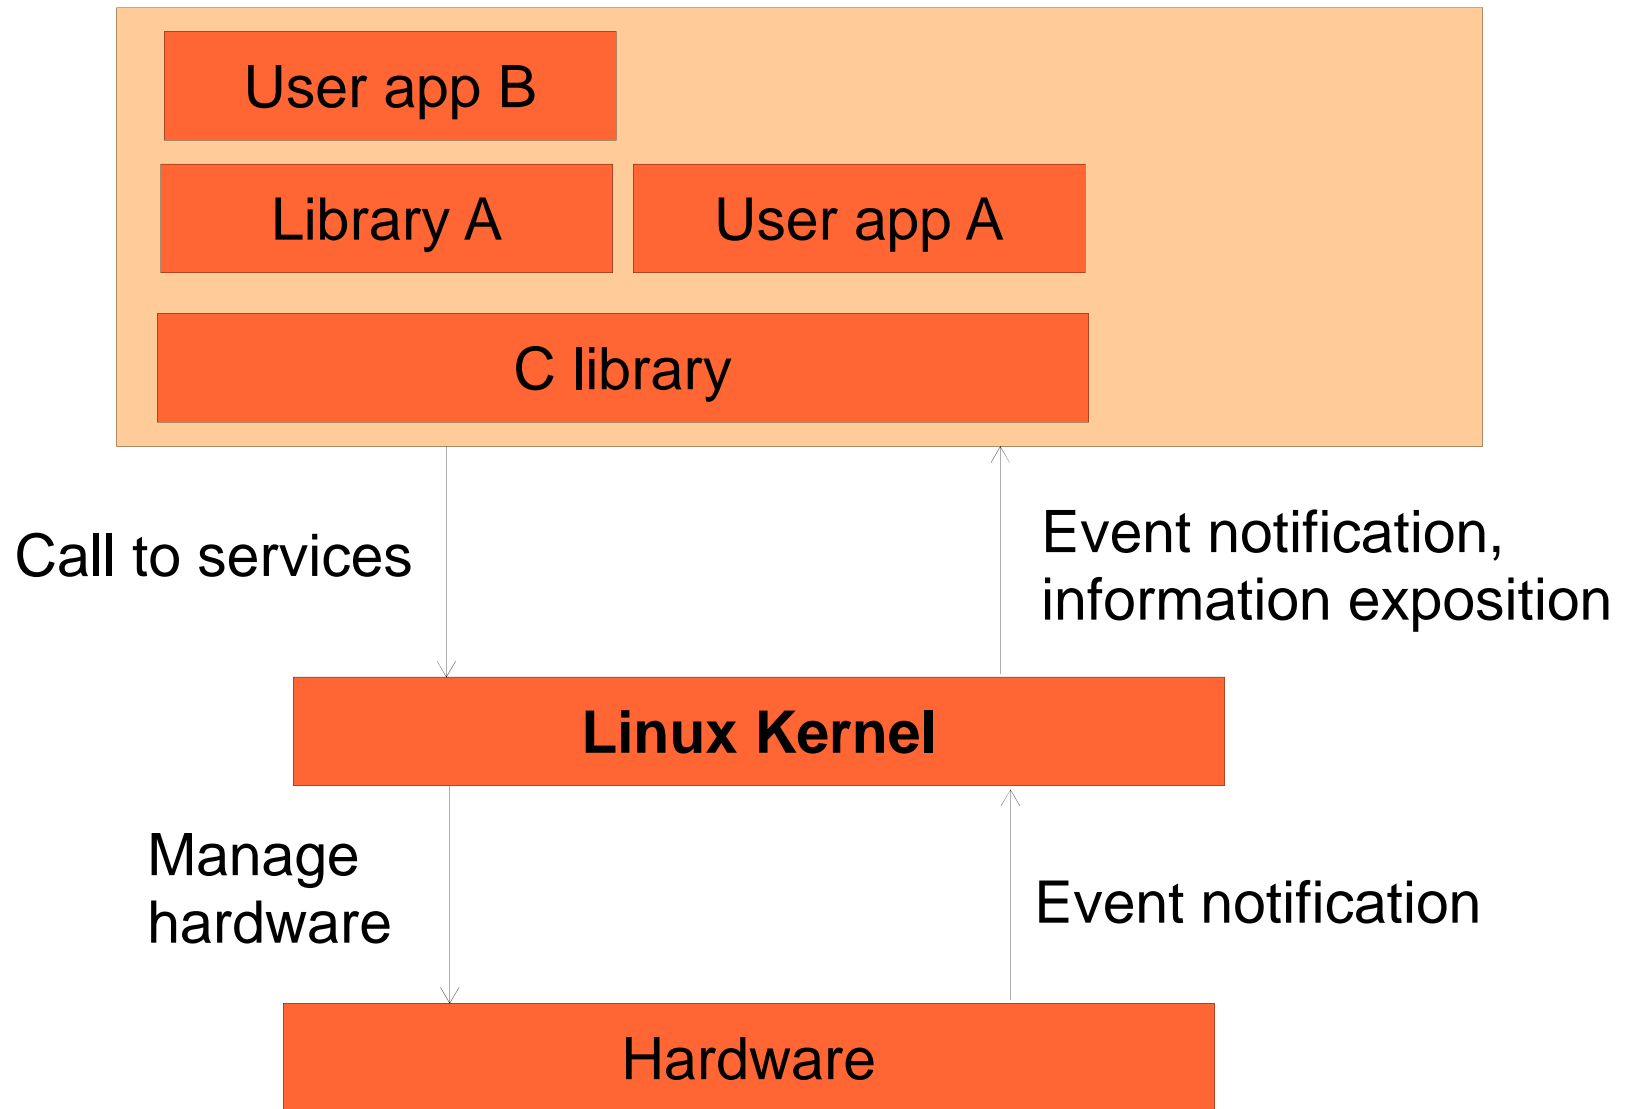 User app B
Library A
User app A
C library
Call to services
Event notification,
information exposition
Linux Kernel
Manage
hardware
Event notification
Hardware